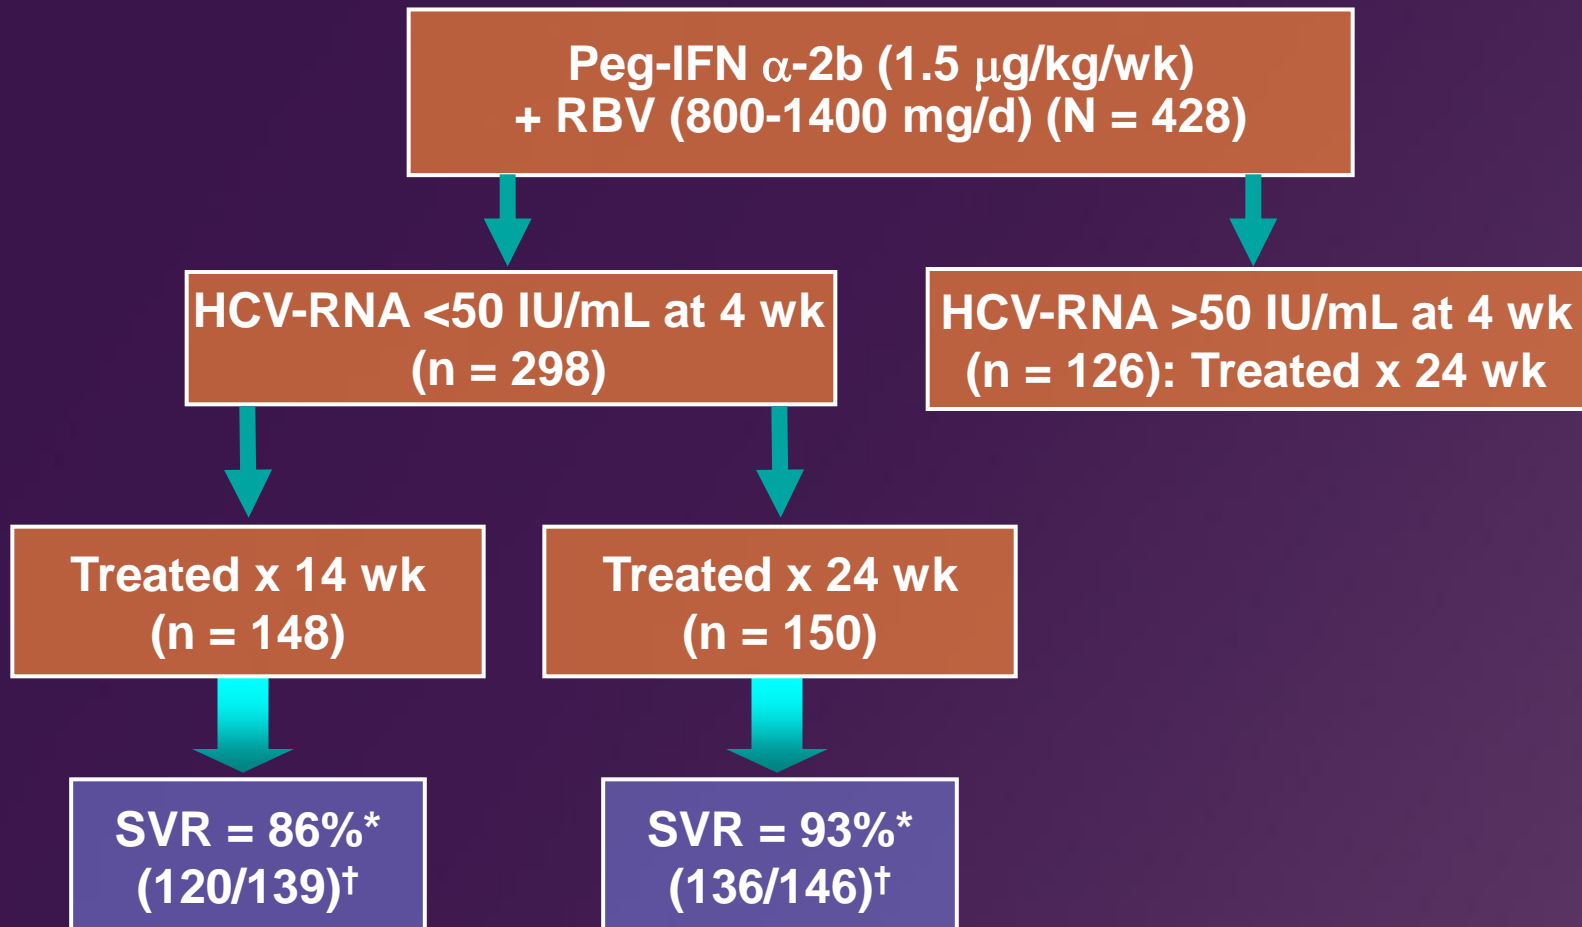 Peg-IFN α-2b (1.5 μg/kg/wk)
+ RBV (800-1400 mg/d) (N = 428)
HCV-RNA <50 IU/mL at 4 wk
(n = 298)
HCV-RNA >50 IU/mL at 4 wk
(n = 126): Treated x 24 wk
Treated x 14 wk
(n = 148)
Treated x 24 wk
(n = 150)
SVR = 86%*
(120/139)†
SVR = 93%*
(136/146)†